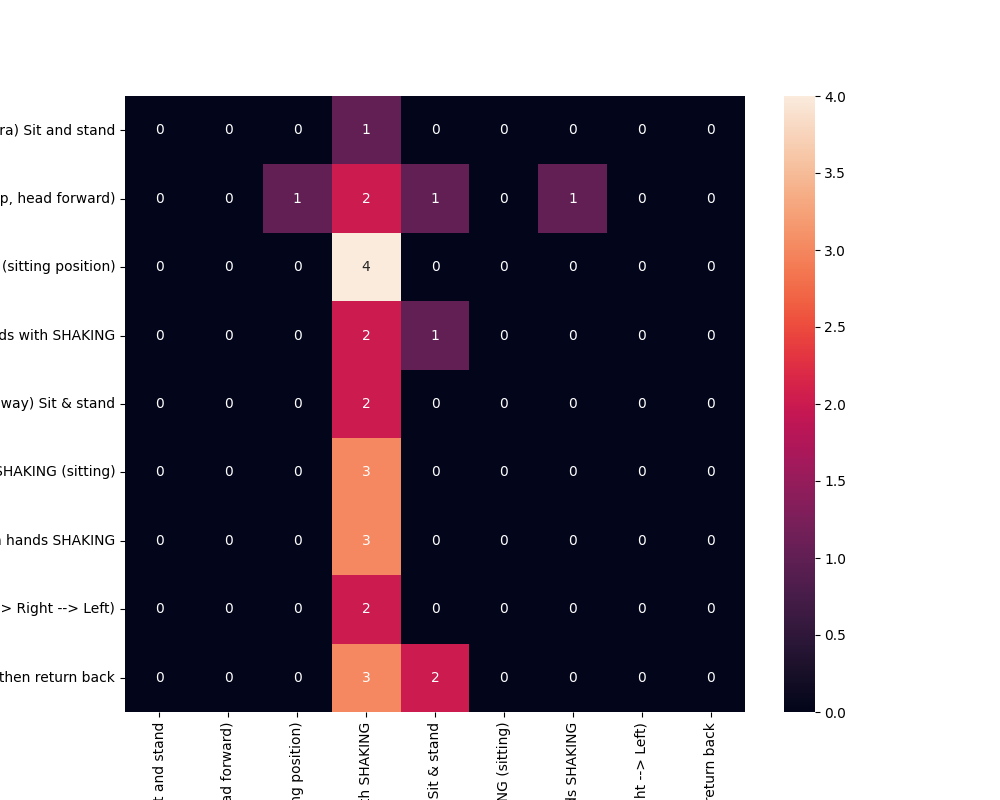 4.0
ra) Sit and stand 0 0 0 1 0 0 0 0 0
3.5
p, head forward) 0 0 1 2 1 0 1 0 0
3.0
(sitting position) 0 0 0 4 0 0 0 0 0
2.5
ds with SHAKING 0 0 0 2 1 0 0 0 0
2.0
way) Sit & stand 0 0 0 2 0 0 0 0 0
1.5
SHAKING (sitting) 0 0 0 3 0 0 0 0 0
1.0
hands SHAKING 0 0 0 3 0 0 0 0 0
0.5
> Right --> Left) 0 0 0 2 0 0 0 0 0
then return back 0 0 0 3 2 0 0 0 0
0.0
t and stand
ad forward)
ng position)
th SHAKING
Sit & stand
NG (sitting)
ds SHAKING
ht --> Left)
return back